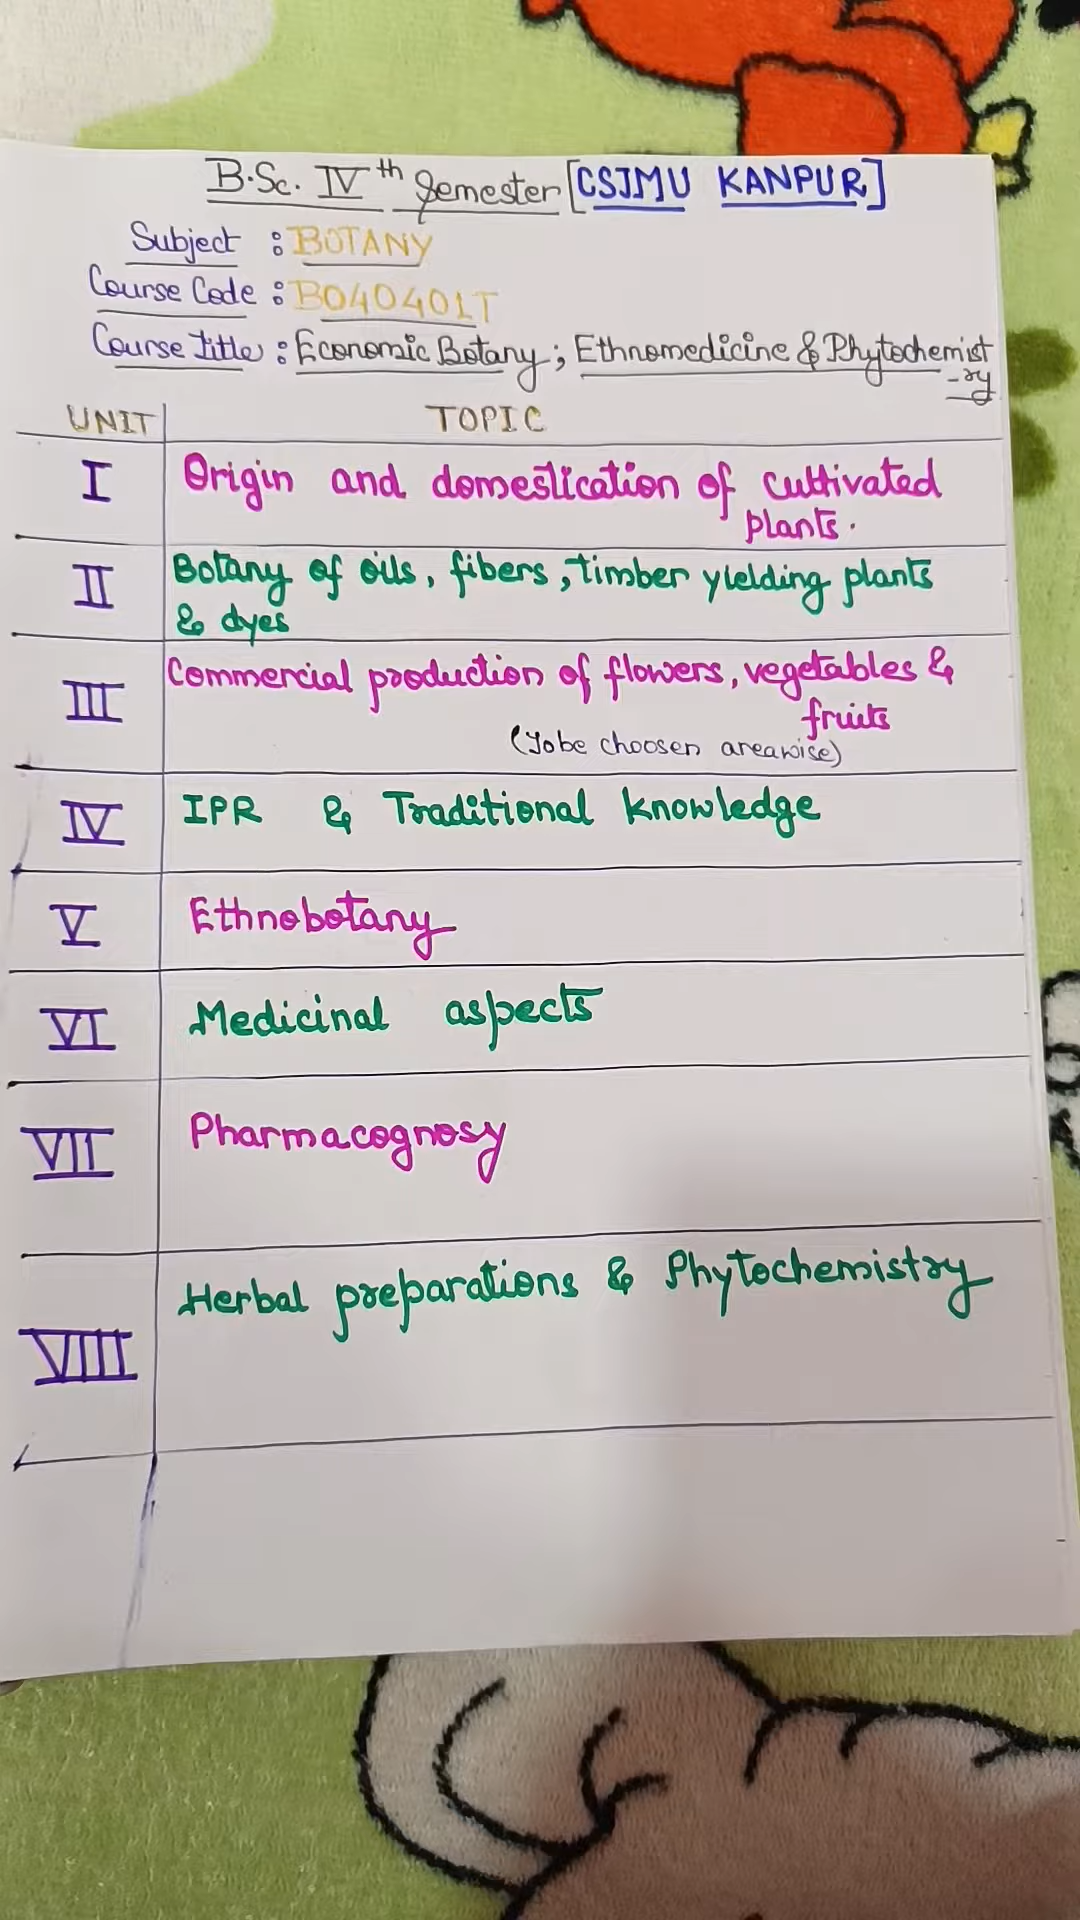 B.Sc. IVth Semester [CSJMU KANPUR]
Subject : BOTANY
Course Code : B040401T
Course Title : Economic Botany ; Ethnomedicine & Phytochemist
-ry
UNIT TOPIC
I Origin and domestication of cultivated
plants.
II Botany of oils, fibers, timber yielding plants
& dyes
III Commercial production of flowers, vegetables &
fruits
(To be choosen areawise)
IV IPR & Traditional knowledge
V Ethnobotany
VI Medicinal aspects
VII Pharmacognosy
VIII Herbal preparations & Phytochemistry